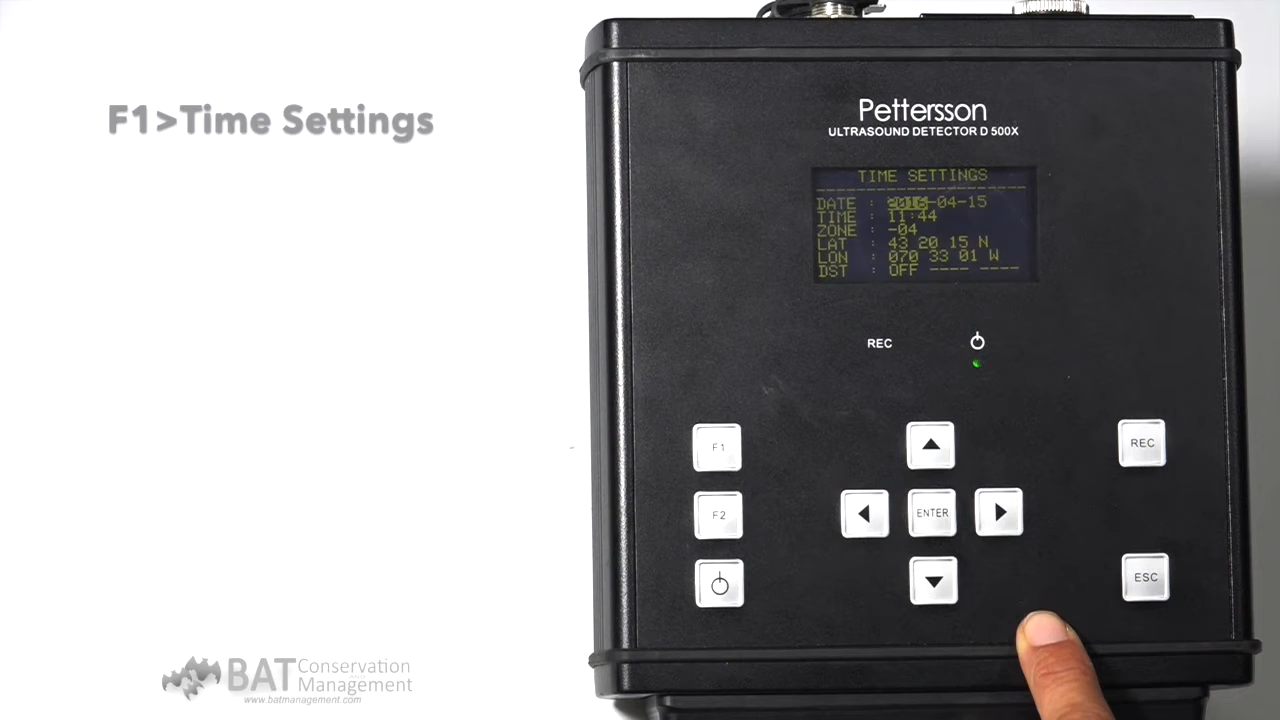 F1>Time Settings
Pettersson
ULTRASOUND DETECTOR D 500X
TIME SETTINGS
DATE : 2016-04-15
TIME : 11:44
ZONE : -04
LAT : 43 20 15 N
LON : 070 33 01 W
DST : OFF ---- ----
REC
F1
REC
F2
ENTER
ESC
BAT Conservation
Management
www.batmanagement.com